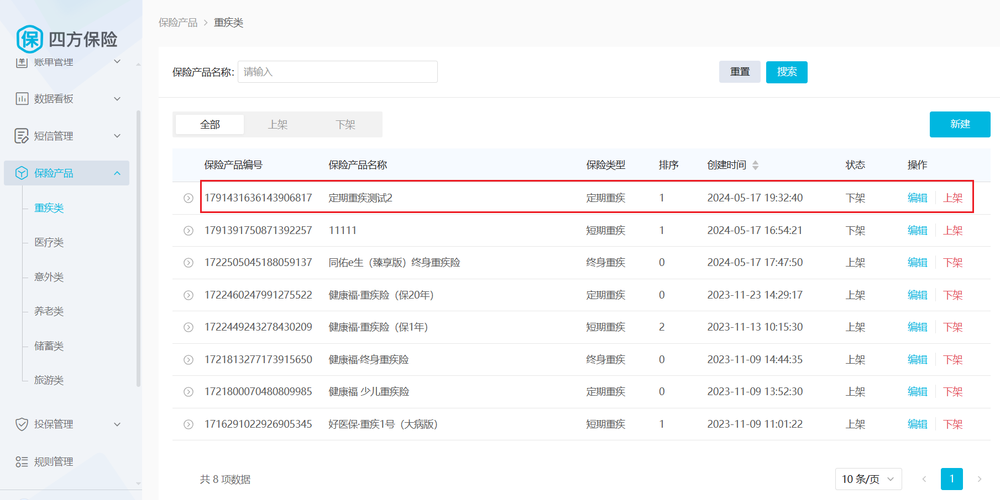 保 四方保险
账单管理
数据看板
短信管理
保险产品
重疾类
医疗类
意外类
养老类
储蓄类
旅游类
投保管理
规则管理
保险产品 > 重疾类
保险产品名称: 请输入 重置 搜索
全部 上架 下架 新建
保险产品编号 保险产品名称 保险类型 排序 创建时间 状态 操作
1791431636143906817 定期重疾测试2 定期重疾 1 2024-05-17 19:32:40 下架 编辑 上架
1791391750871392257 11111 短期重疾 1 2024-05-17 16:54:21 下架 编辑 上架
1722505045188059137 同佑e生（臻享版）终身重疾险 终身重疾 0 2024-05-17 17:47:50 上架 编辑 下架
1722460247991275522 健康福·重疾险（保20年） 定期重疾 0 2023-11-23 14:29:17 上架 编辑 下架
1722449243278430209 健康福·重疾险（保1年） 短期重疾 2 2023-11-13 10:15:30 上架 编辑 下架
1721813277173915650 健康福·终身重疾险 终身重疾 0 2023-11-09 14:44:35 上架 编辑 下架
1721800070480809985 健康福 少儿重疾险 定期重疾 0 2023-11-09 13:52:30 上架 编辑 下架
1716291022926905345 好医保·重疾1号（大病版） 短期重疾 1 2023-11-09 11:01:22 上架 编辑 下架
共 8 项数据 10 条/页 < 1 >